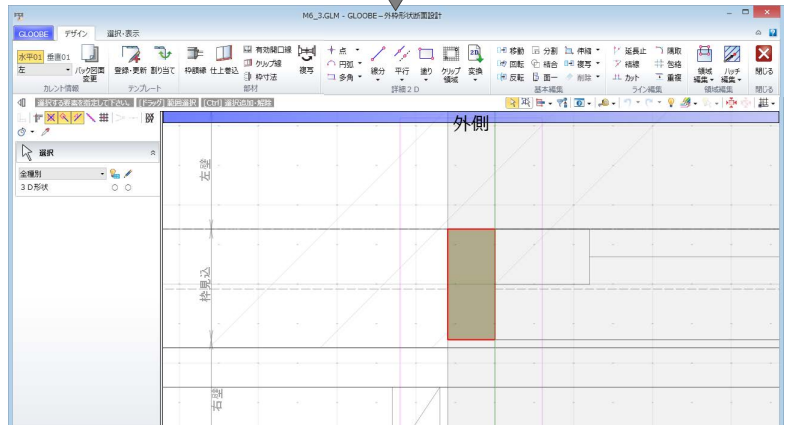 M6_3.GLM - GLOOBE－外枠形状断面設計
GLOOBE デザイン 選択・表示
水平01 垂直01
左
バック図面変更
カレント情報
登録・更新 割り当て
テンプレート
枠額縁 仕上巻込
有効開口線
クリップ線
枠寸法
部材
複写
点
円弧
多角
線分 平行 塗り クリップ領域 変換
詳細２Ｄ
移動 分割 伸縮
回転 結合 複写
反転 面一 削除
基本編集
延長止 隅取
結線 包絡
カット 重複
ライン編集
領域編集 ハッチ編集
領域編集
閉じる
閉じる
選択する要素を指定して下さい。 [ドラッグ] 範囲選択 [Ctrl] 選択追加・解除
選択
全種別
３Ｄ形状
外側
左壁
枠見込
右壁